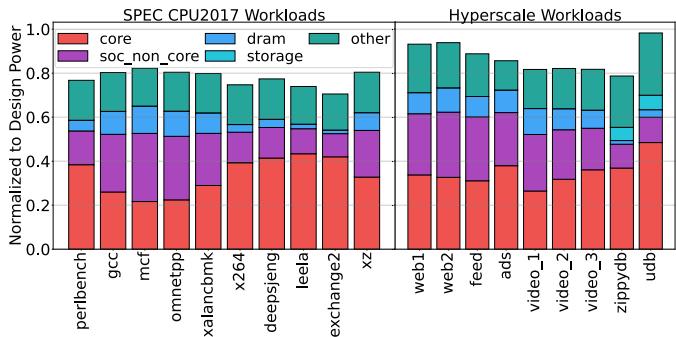 SPEC CPU2017 Workloads
Hyperscale Workloads
Normalized to Design Power
1.0
0.8
0.6
0.4
0.2
0.0
core
soc_non_core
dram
storage
other
perlbench
gcc
mcf
omnetpp
xalancbmk
x264
deepsjeng
leela
exchange2
xz
web1
web2
feed
ads
video_1
video_2
video_3
zippydb
udb